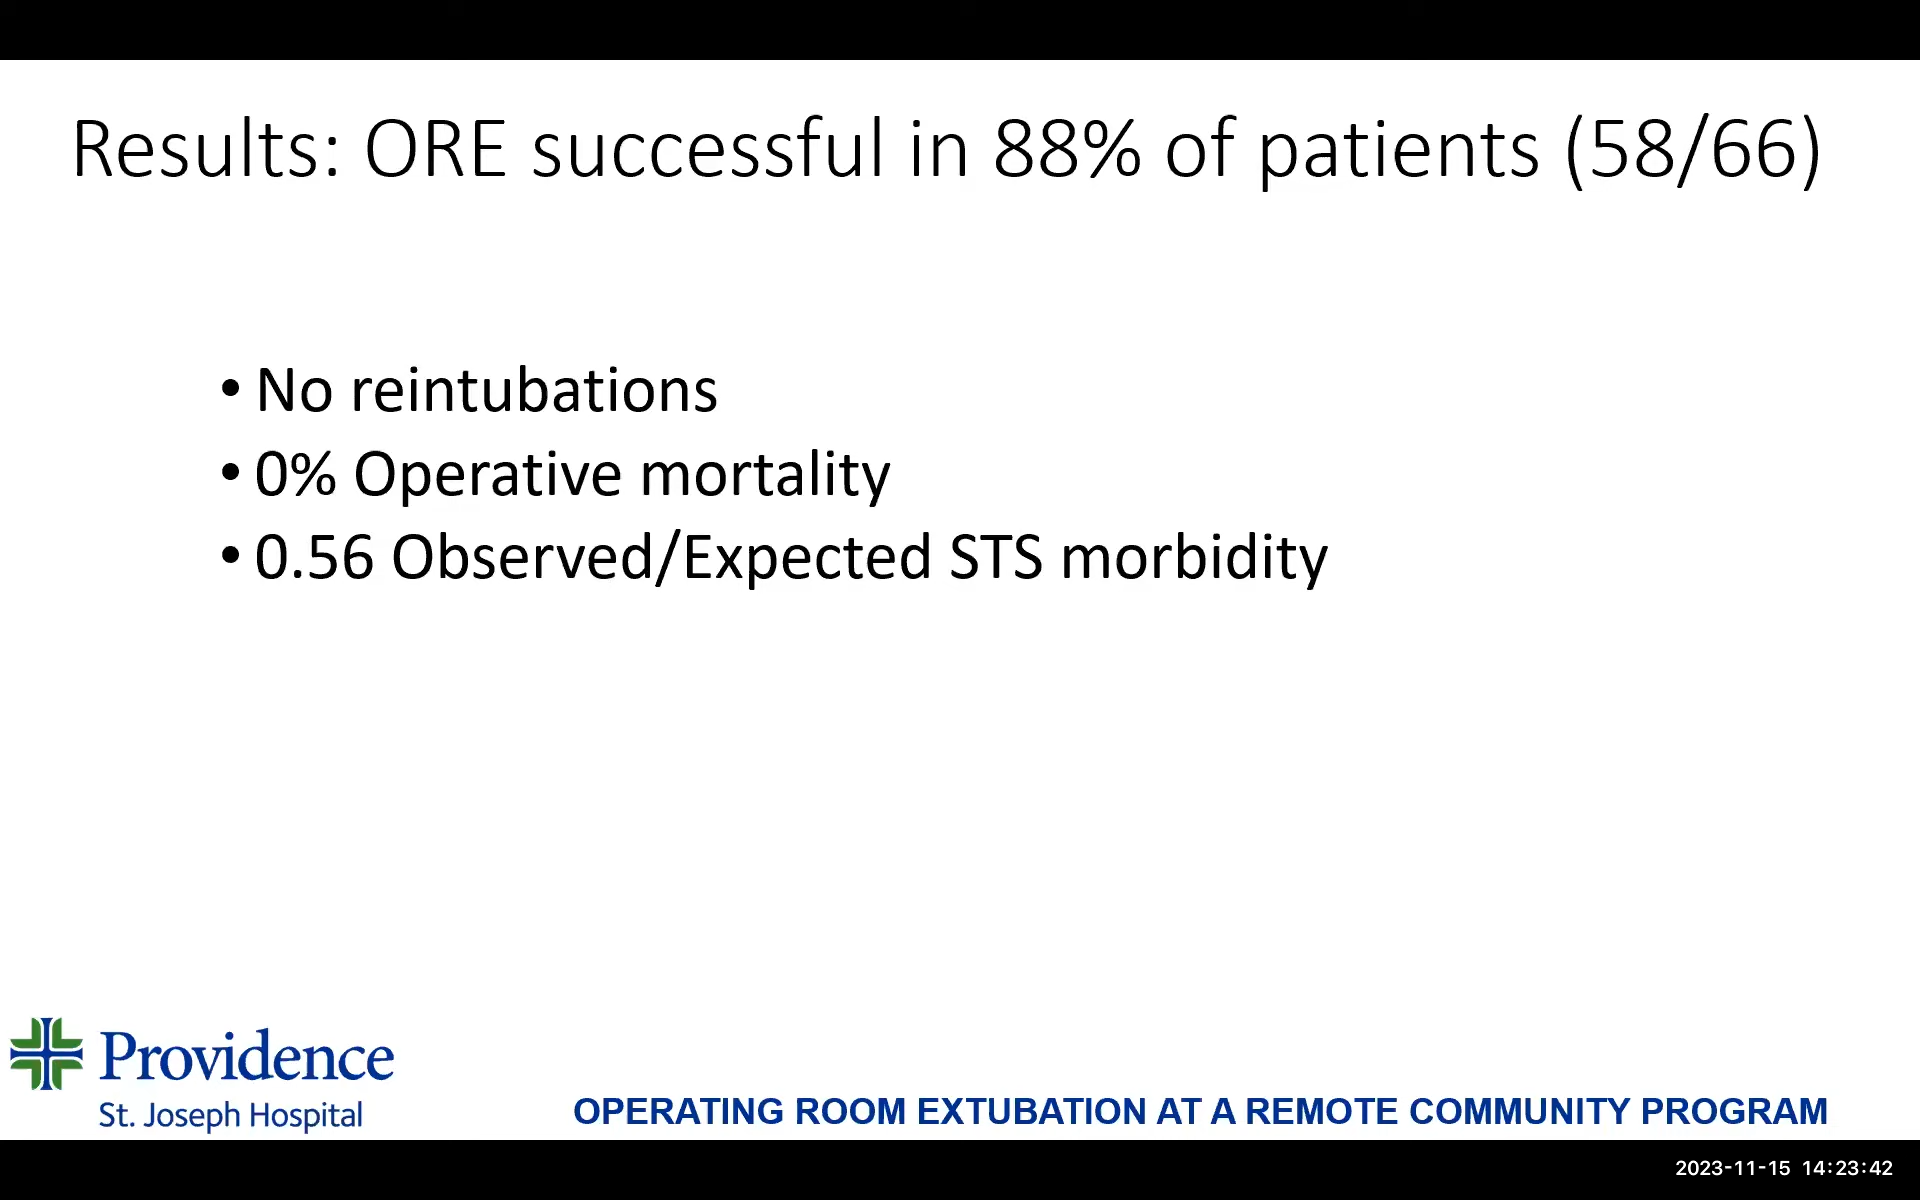 Results: ORE successful in 88% of patients (58/66)
• No reintubations
• 0% Operative mortality
• 0.56 Observed/Expected STS morbidity
Providence
St. Joseph Hospital
OPERATING ROOM EXTUBATION AT A REMOTE COMMUNITY PROGRAM
2023-11-15 14:23:42